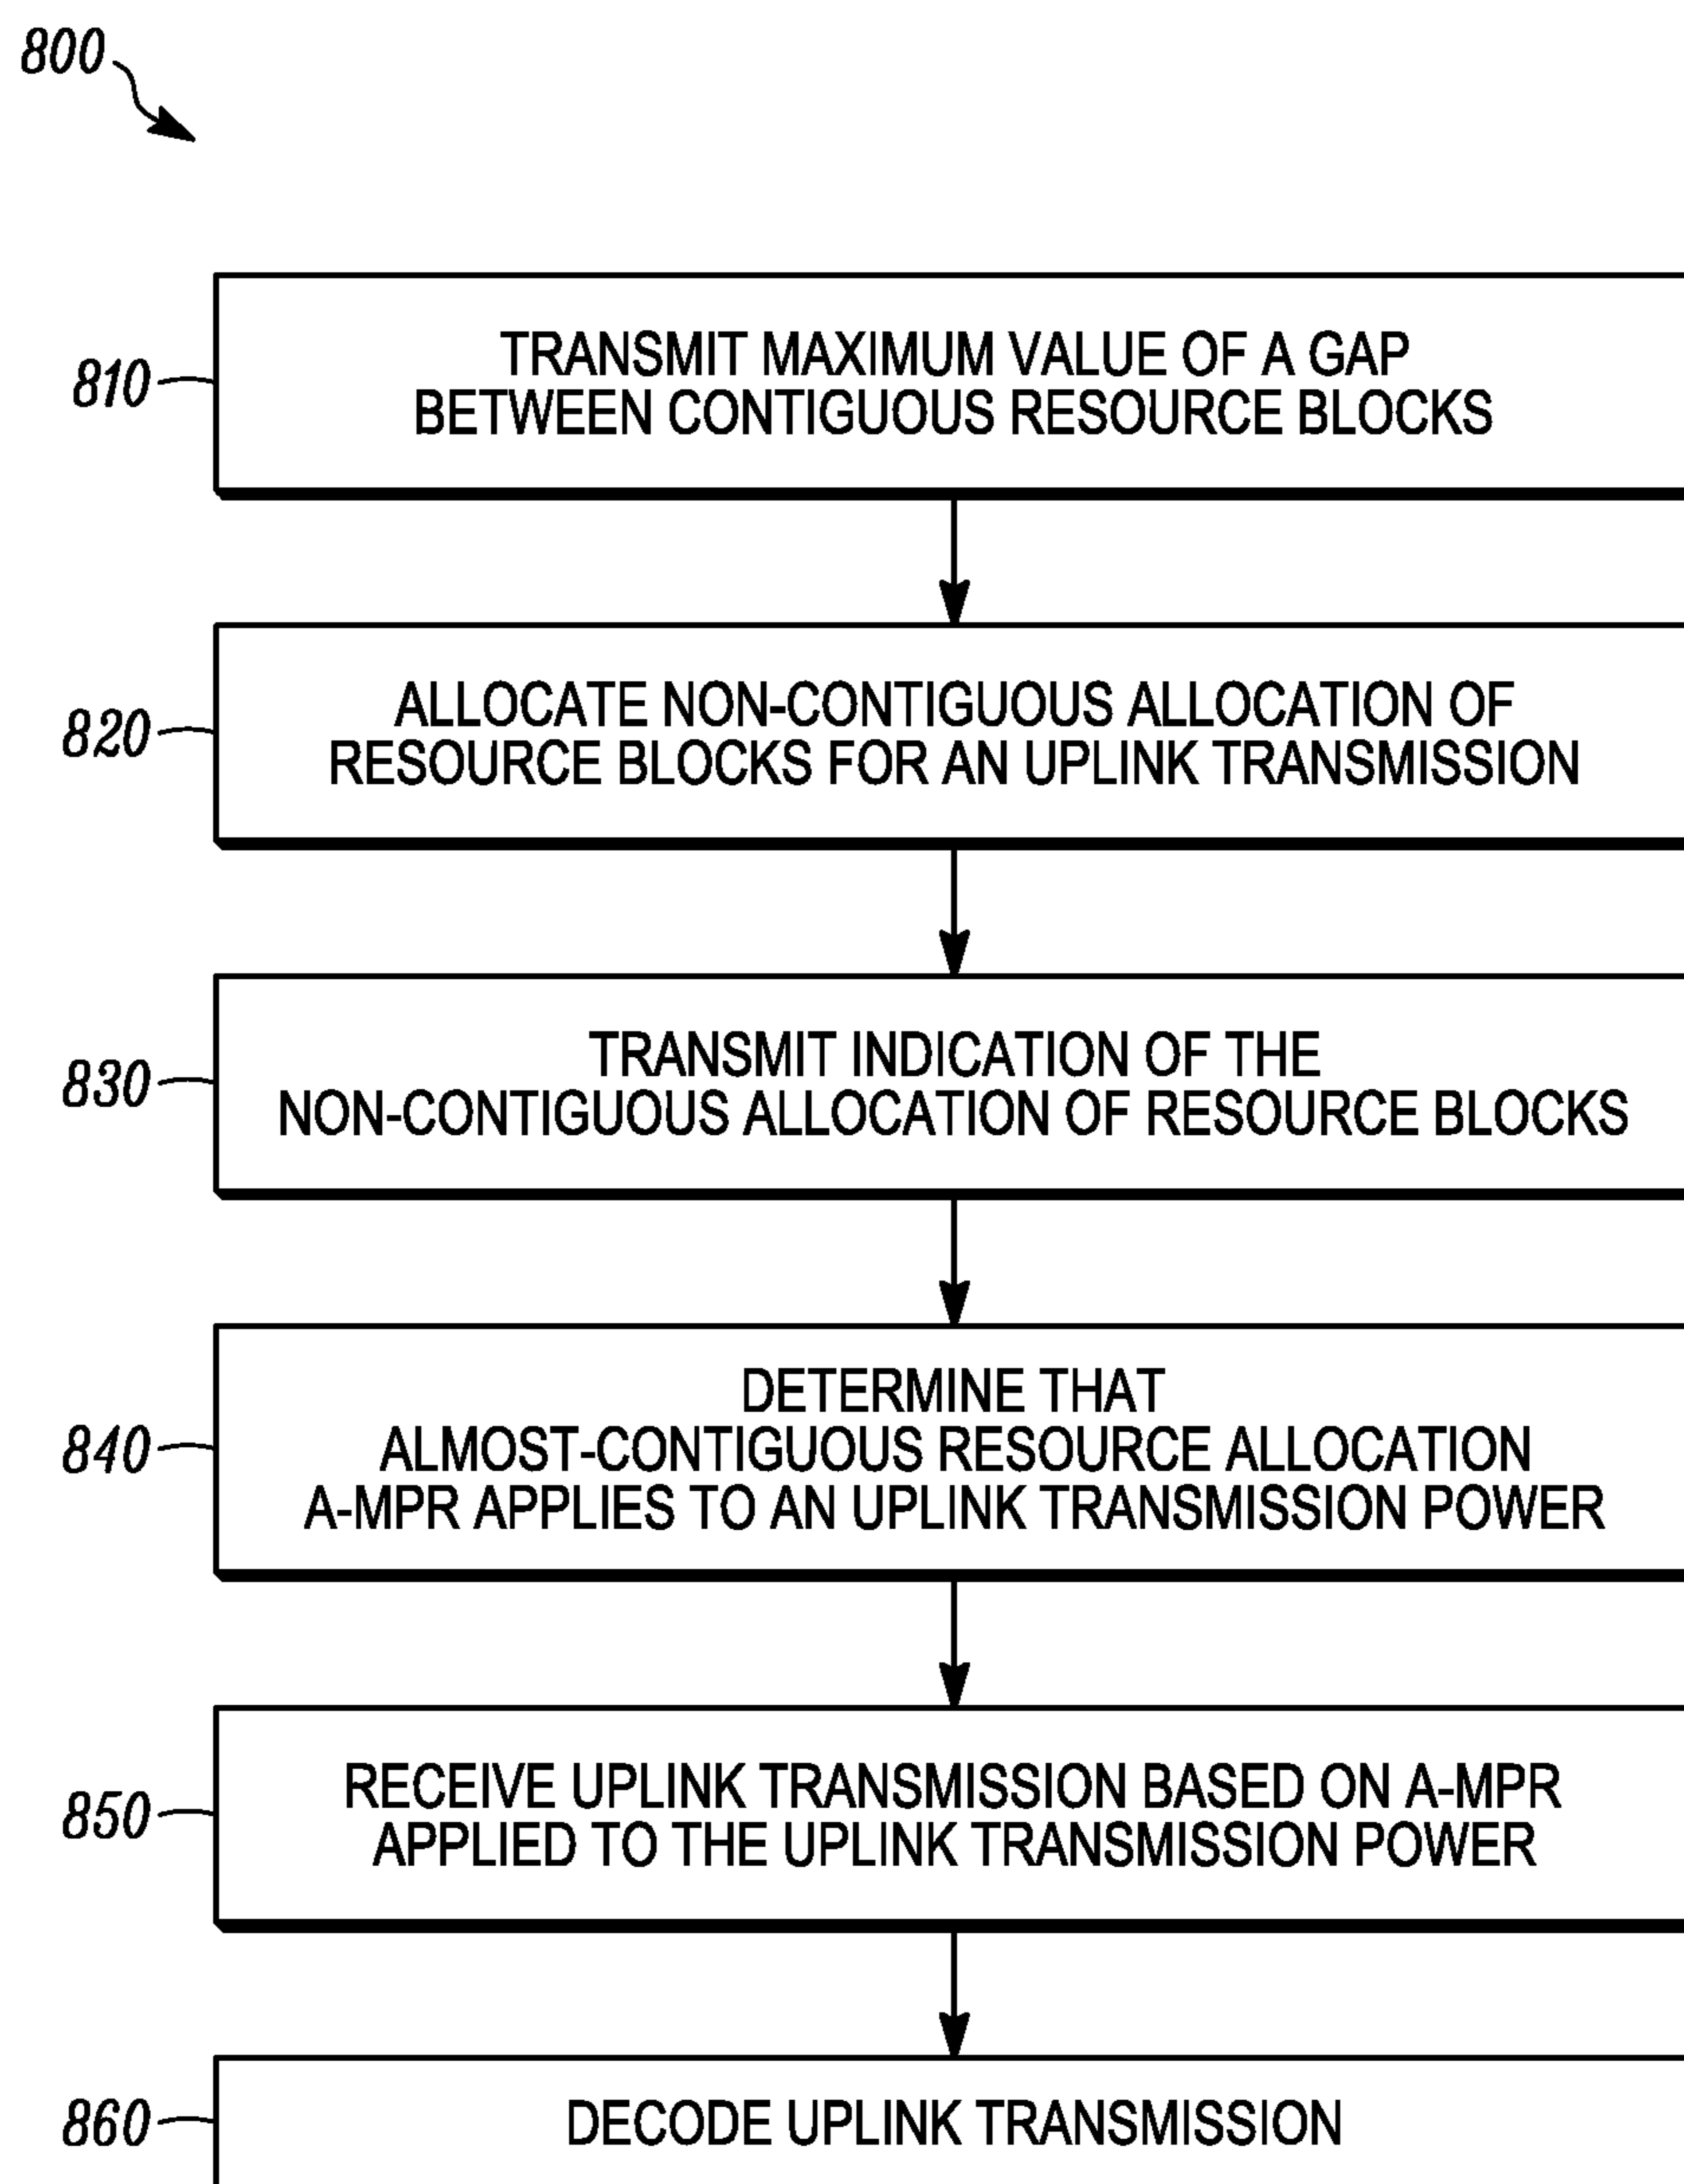 800
810
TRANSMIT MAXIMUM VALUE OF A GAP
BETWEEN CONTIGUOUS RESOURCE BLOCKS
820
ALLOCATE NON-CONTIGUOUS ALLOCATION OF
RESOURCE BLOCKS FOR AN UPLINK TRANSMISSION
830
TRANSMIT INDICATION OF THE
NON-CONTIGUOUS ALLOCATION OF RESOURCE BLOCKS
840
DETERMINE THAT
ALMOST-CONTIGUOUS RESOURCE ALLOCATION
A-MPR APPLIES TO AN UPLINK TRANSMISSION POWER
850
RECEIVE UPLINK TRANSMISSION BASED ON A-MPR
APPLIED TO THE UPLINK TRANSMISSION POWER
860
DECODE UPLINK TRANSMISSION